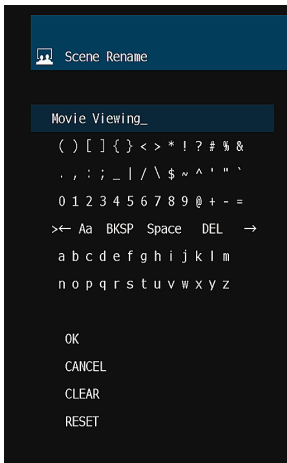 Scene Rename
Movie Viewing_
( ) [ ] { } < > * ! ? # % &
. , : ; _ | / \ $ ~ ^ ' " `
0 1 2 3 4 5 6 7 8 9 @ + - =
>← Aa BKSP Space DEL →
a b c d e f g h i j k l m
n o p q r s t u v w x y z
OK
CANCEL
CLEAR
RESET